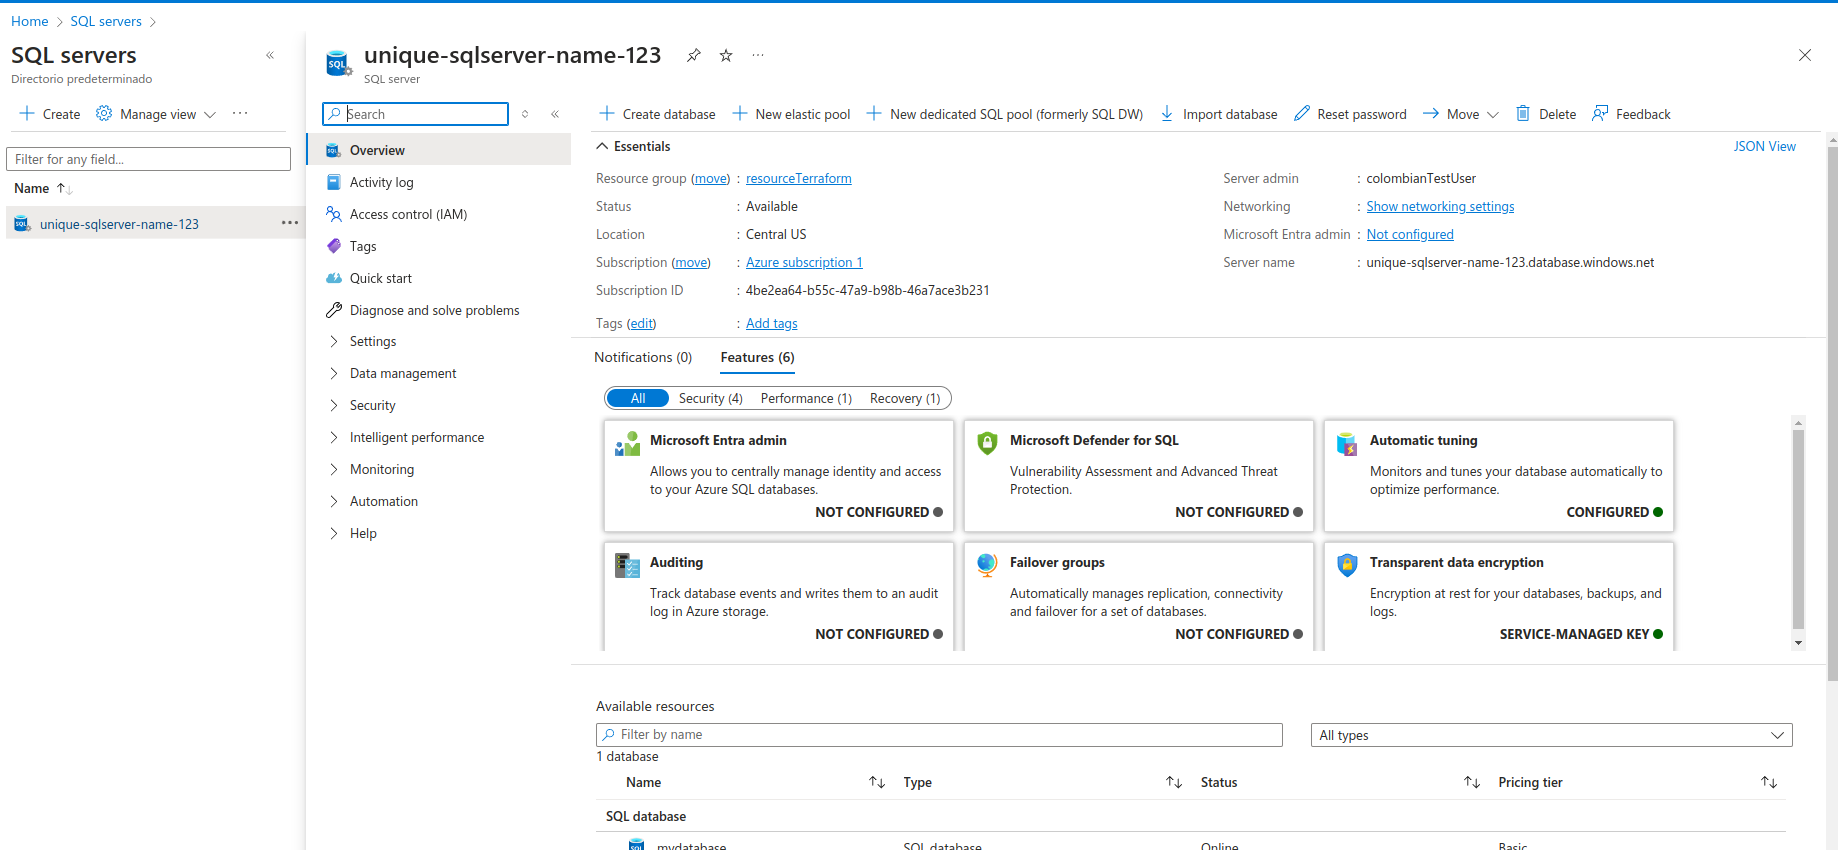 Home > SQL servers >
SQL servers
Directorio predeterminado
Create Manage view ...
Filter for any field...
Name
unique-sqlserver-name-123 ...
unique-sqlserver-name-123 ...
SQL server
Search
Overview
Activity log
Access control (IAM)
Tags
Quick start
Diagnose and solve problems
Settings
Data management
Security
Intelligent performance
Monitoring
Automation
Help
Create database New elastic pool New dedicated SQL pool (formerly SQL DW) Import database Reset password Move Delete Feedback
Essentials JSON View
Resource group (move) : resourceTerraform
Status : Available
Location : Central US
Subscription (move) : Azure subscription 1
Subscription ID : 4be2ea64-b55c-47a9-b98b-46a7ace3b231
Tags (edit) : Add tags
Server admin : colombianTestUser
Networking : Show networking settings
Microsoft Entra admin : Not configured
Server name : unique-sqlserver-name-123.database.windows.net
Notifications (0) Features (6)
All Security (4) Performance (1) Recovery (1)
Microsoft Entra admin
Allows you to centrally manage identity and access
to your Azure SQL databases.
NOT CONFIGURED
Microsoft Defender for SQL
Vulnerability Assessment and Advanced Threat
Protection.
NOT CONFIGURED
Automatic tuning
Monitors and tunes your database automatically to
optimize performance.
CONFIGURED
Auditing
Track database events and writes them to an audit
log in Azure storage.
NOT CONFIGURED
Failover groups
Automatically manages replication, connectivity
and failover for a set of databases.
NOT CONFIGURED
Transparent data encryption
Encryption at rest for your databases, backups, and
logs.
SERVICE-MANAGED KEY
Available resources
Filter by name All types
1 database
Name Type Status Pricing tier
SQL database
mydatabase SQL database Online Basic